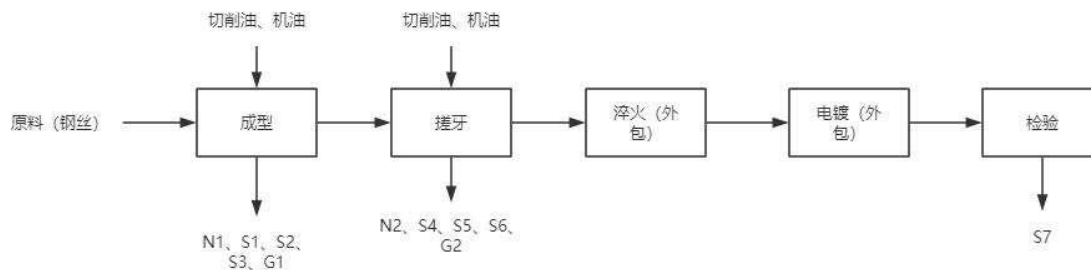 切削油、机油
切削油、机油
原料（钢丝）
成型
搓牙
淬火（外
包）
电镀（外
包）
检验
N1、S1、S2、
S3、G1
N2、S4、S5、S6、
G2
S7